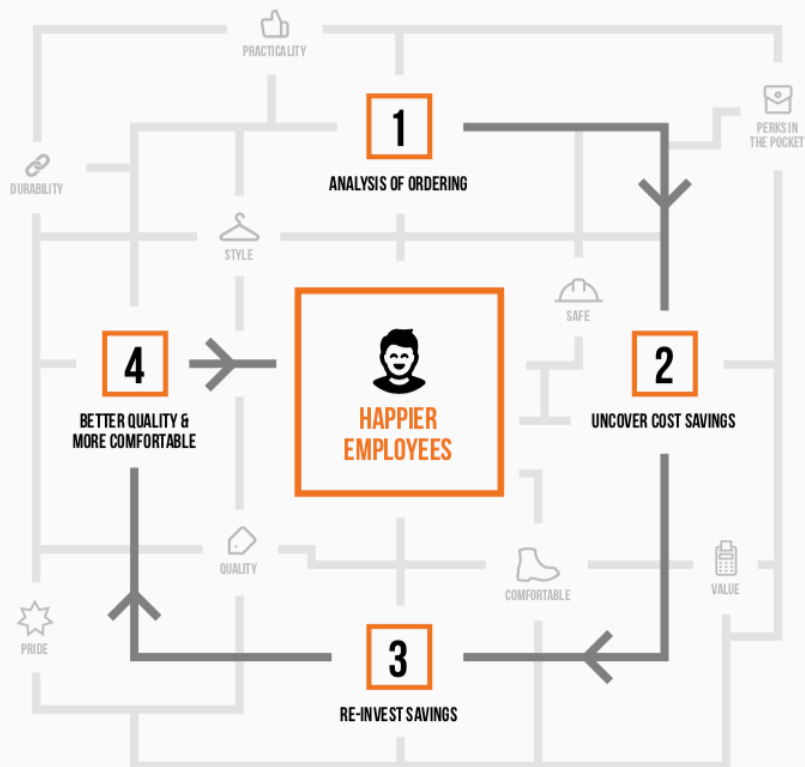 PRACTICALITY
PERKS IN
THE POCKET
1
ANALYSIS OF ORDERING
DURABILITY
STYLE
SAFE
4
BETTER QUALITY &
MORE COMFORTABLE
HAPPIER
EMPLOYEES
2
UNCOVER COST SAVINGS
QUALITY
COMFORTABLE
VALUE
PRIDE
3
RE-INVEST SAVINGS